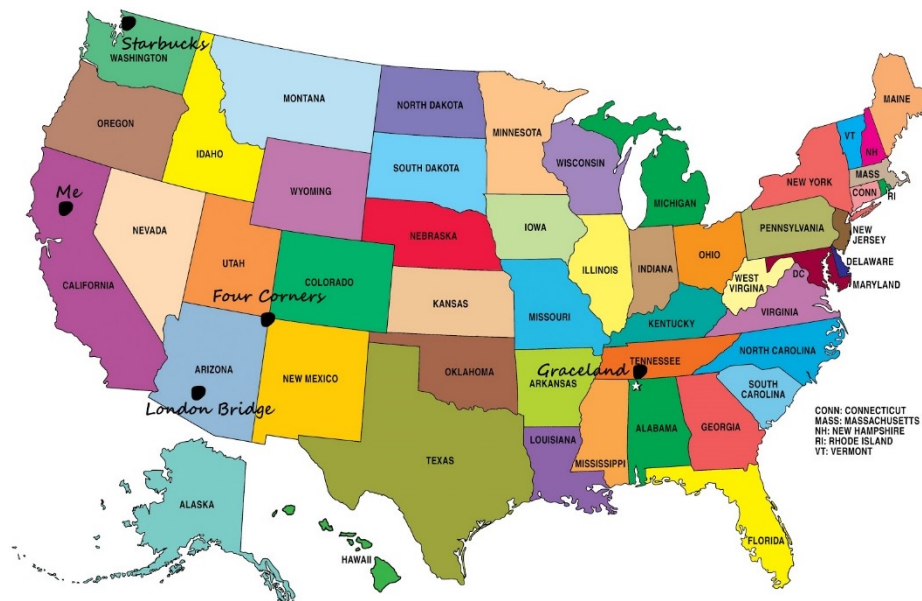 Starbucks
WASHINGTON
MONTANA
NORTH DAKOTA
MINNESOTA
MAINE
OREGON
IDAHO
VT
NH
SOUTH DAKOTA
WISCONSIN
MASS
NEW YORK
CONN
RI
Me
WYOMING
MICHIGAN
NEVADA
NEBRASKA
IOWA
PENNSYLVANIA
NEW
JERSEY
UTAH
COLORADO
ILLINOIS
INDIANA
OHIO
DELAWARE
WEST
VIRGINA
DC
MARYLAND
CALIFORNIA
Four Corners
KANSAS
MISSOURI
KENTUCKY
VIRGINIA
ARIZONA
NEW MEXICO
OKLAHOMA
Graceland
TENNESSEE
ARKANSAS
NORTH CAROLINA
SOUTH
CAROLINA
London Bridge
CONN: CONNECTICUT
MASS: MASSACHUSETTS
NH: NEW HAMPSHIRE
RI: RHODE ISLAND
VT: VERMONT
TEXAS
LOUISIANA
MISSISSIPPI
ALABAMA
GEORGIA
ALASKA
HAWAII
FLORIDA